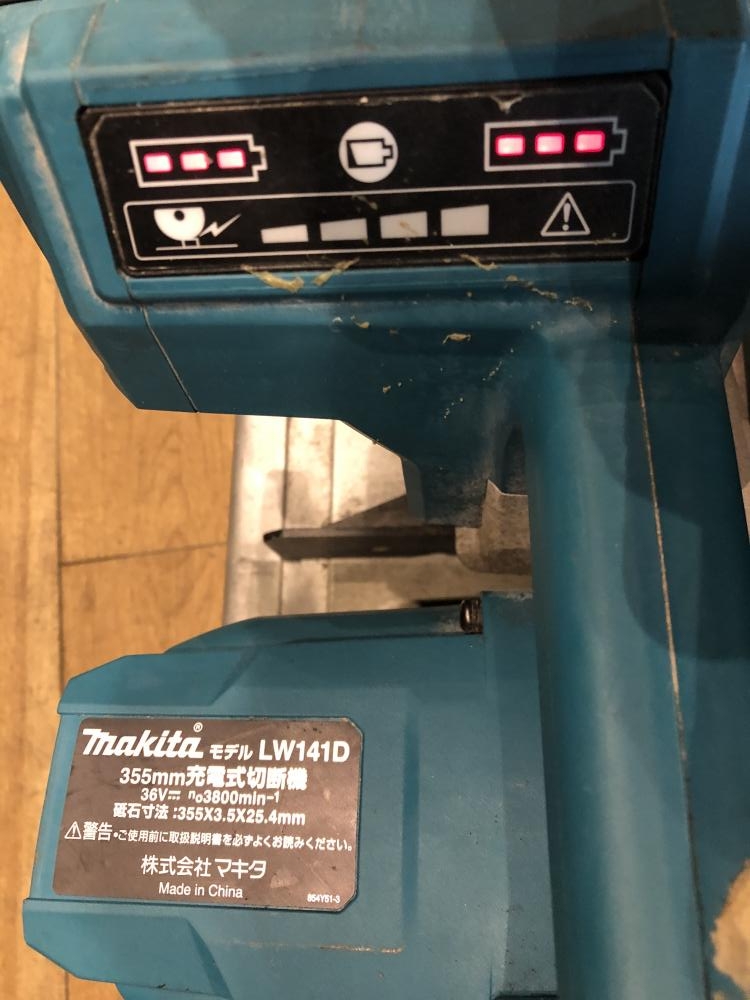 makita® モデル LW141D
355mm充電式切断機
36V⎓ n₀3800min⁻¹
砥石寸法:355X3.5X25.4mm
⚠警告・ご使用前に取扱説明書を必ずよくお読みください。
株式会社 マキタ
Made in China
854Y51-3